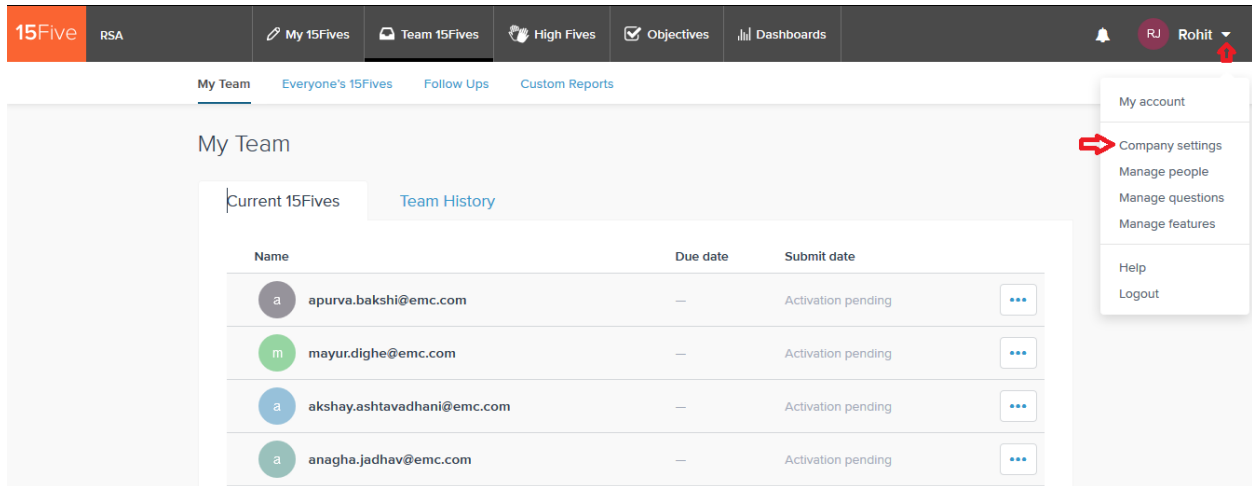 15Five RSA My 15Fives Team 15Fives High Fives Objectives Dashboards RJ Rohit
My Team Everyone's 15Fives Follow Ups Custom Reports
My account
Company settings
Manage people
Manage questions
Manage features
Help
Logout
My Team
Current 15Fives Team History
Name Due date Submit date
a apurva.bakshi@emc.com — Activation pending
m mayur.dighe@emc.com — Activation pending
a akshay.ashtavadhani@emc.com — Activation pending
a anagha.jadhav@emc.com — Activation pending